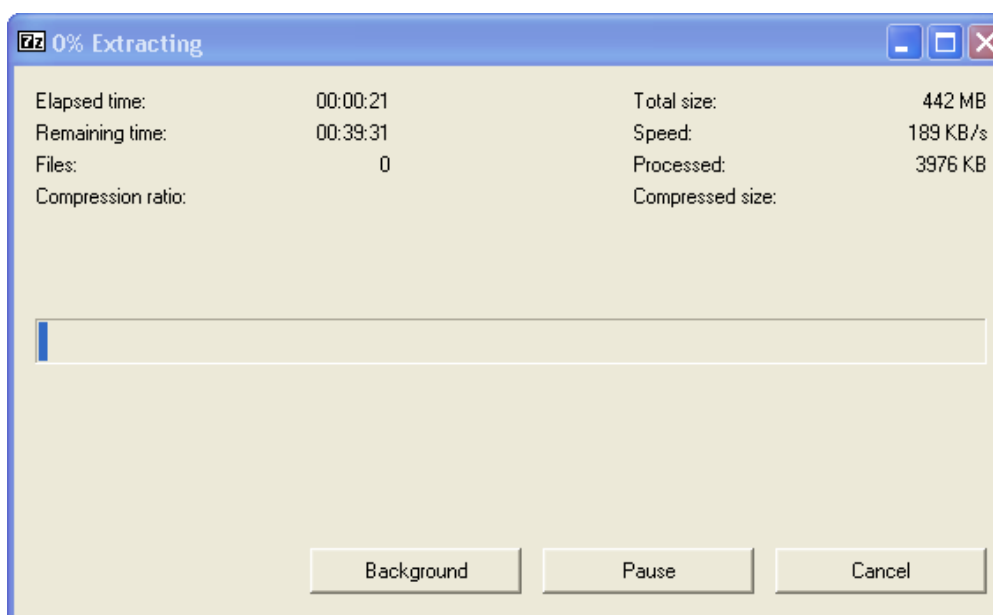 7z 0% Extracting
Elapsed time: 00:00:21 Total size: 442 MB
Remaining time: 00:39:31 Speed: 189 KB/s
Files: 0 Processed: 3976 KB
Compression ratio: Compressed size:
Background Pause Cancel